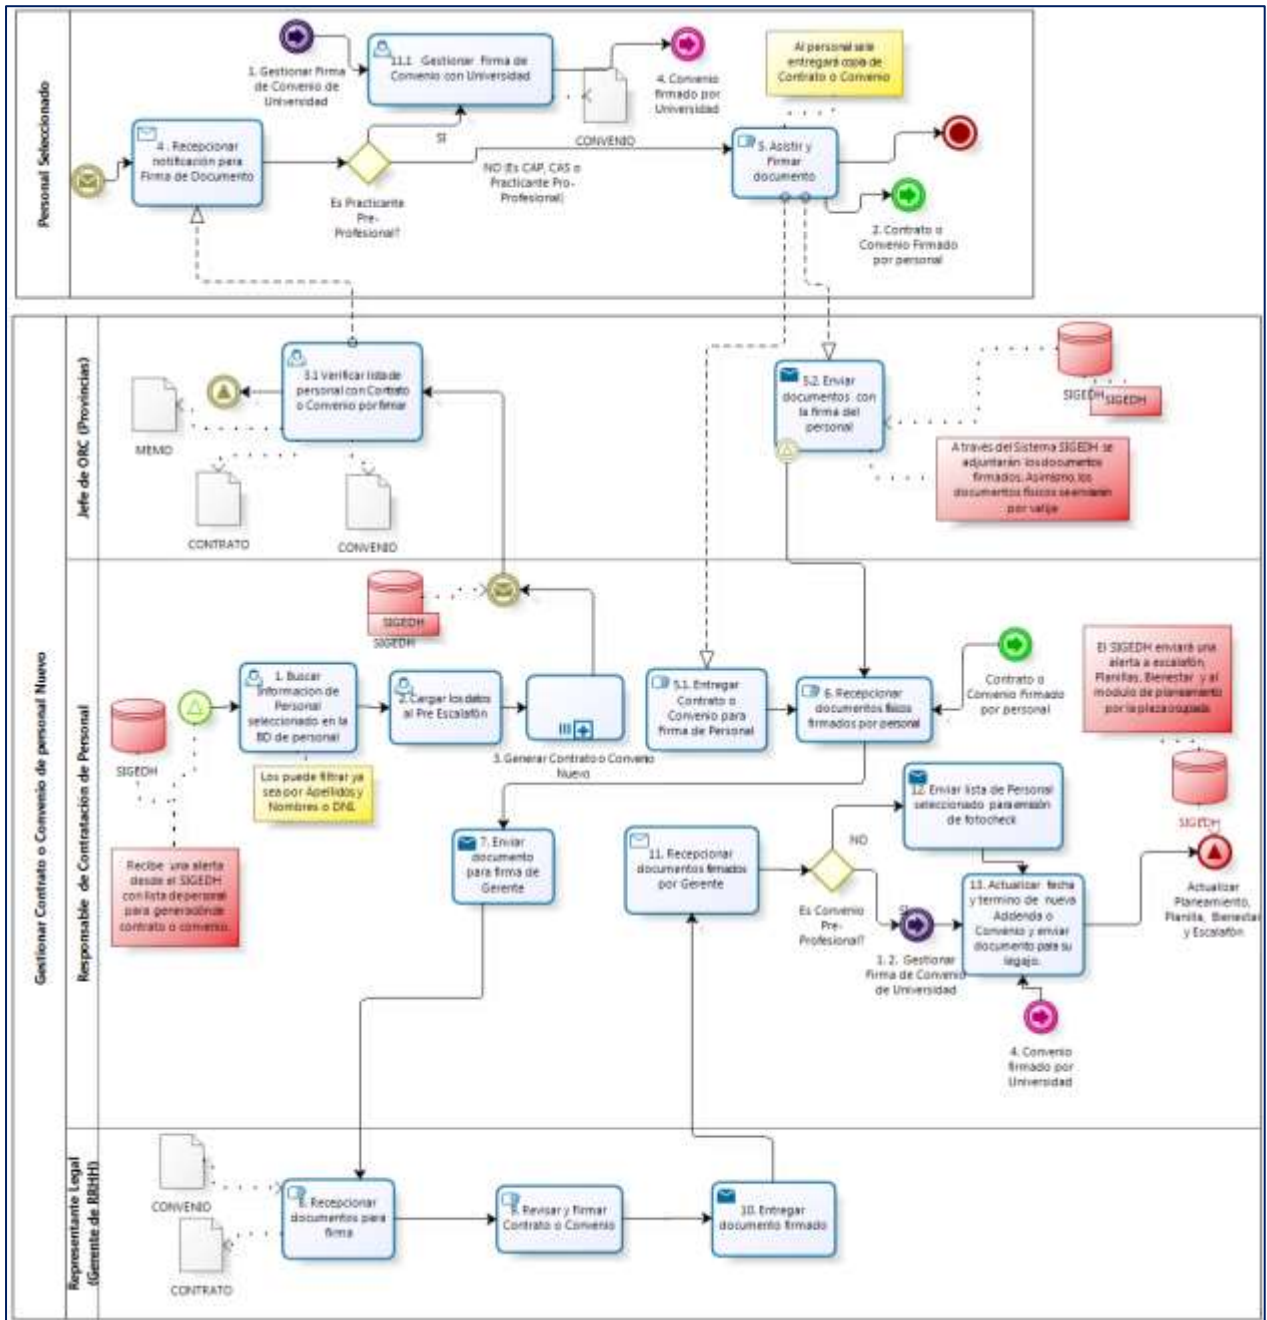 Personal Seleccionado
1. Gestionar Firma
de Convenio de
Universidad
11.1 Gestionar Firma de
Convenio con Universidad
4. Convenio
firmado por
Universidad
CONVENIO
Al personal se le
entregará copia de
Contrato o Convenio
4. Recepcionar
notificación para
Firma de Documento
SI
Es Practicante
Pre-
Profesional?
NO (Es CAP, CAS o
Practicante Pro-
Profesional)
5. Asistir y
Firmar
documento
2. Contrato o
Convenio Firmado
por personal
Gestionar Contrato o Convenio de personal Nuevo
Jefe de ORC (Provincias)
3.1 Verificar lista de
personal con Contrato
o Convenio por firmar
MEMO
CONTRATO
CONVENIO
5.2. Enviar
documentos con
la firma del
personal
SIGEDH
SIGEDH
A través del Sistema SIGEDH se
adjuntarán los documentos
firmados. Asimismo, los
documentos físicos se enviaran
por valija
Responsable de Contratación de Personal
SIGEDH
SIGEDH
SIGEDH
1. Buscar
Informacion de
Personal
seleccionado en la
BD de personal
2. Cargar los datos
al Pre Escalafón
3. Generar Contrato o Convenio
Nuevo
Los puede filtrar ya
sea por Apellidos y
Nombres o DNI.
Recibe una alerta
desde el SIGEDH
con lista de personal
para generación de
contrato o convenio.
5.1. Entregar
Contrato o
Convenio para
firma de Personal
6. Recepcionar
documentos físicos
firmados por personal
Contrato o
Convenio Firmado
por personal
El SIGEDH enviará una
alerta a escalafón,
Planillas, Bienestar y al
módulo de planeamiento
por la plaza ocupada
SIGEDH
7. Enviar
documento
para firma de
Gerente
11. Recepcionar
documentos firmados
por Gerente
NO
Es Convenio
Pre-
Profesional?
SI
12. Enviar lista de Personal
seleccionado para emisión
de fotocheck
13. Actualizar fecha
y termino de nueva
Addenda o
Convenio y enviar
documento para su
legajo.
1. 2. Gestionar
Firma de Convenio
de Universidad
Actualizar
Planeamiento,
Planilla, Bienestar
y Escalafón
4. Convenio
firmado por
Universidad
Representante Legal
(Gerente de RRHH)
CONVENIO
CONTRATO
8. Recepcionar
documentos para
firma
9. Revisar y Firmar
Contrato o Convenio
10. Entregar
documento firmado